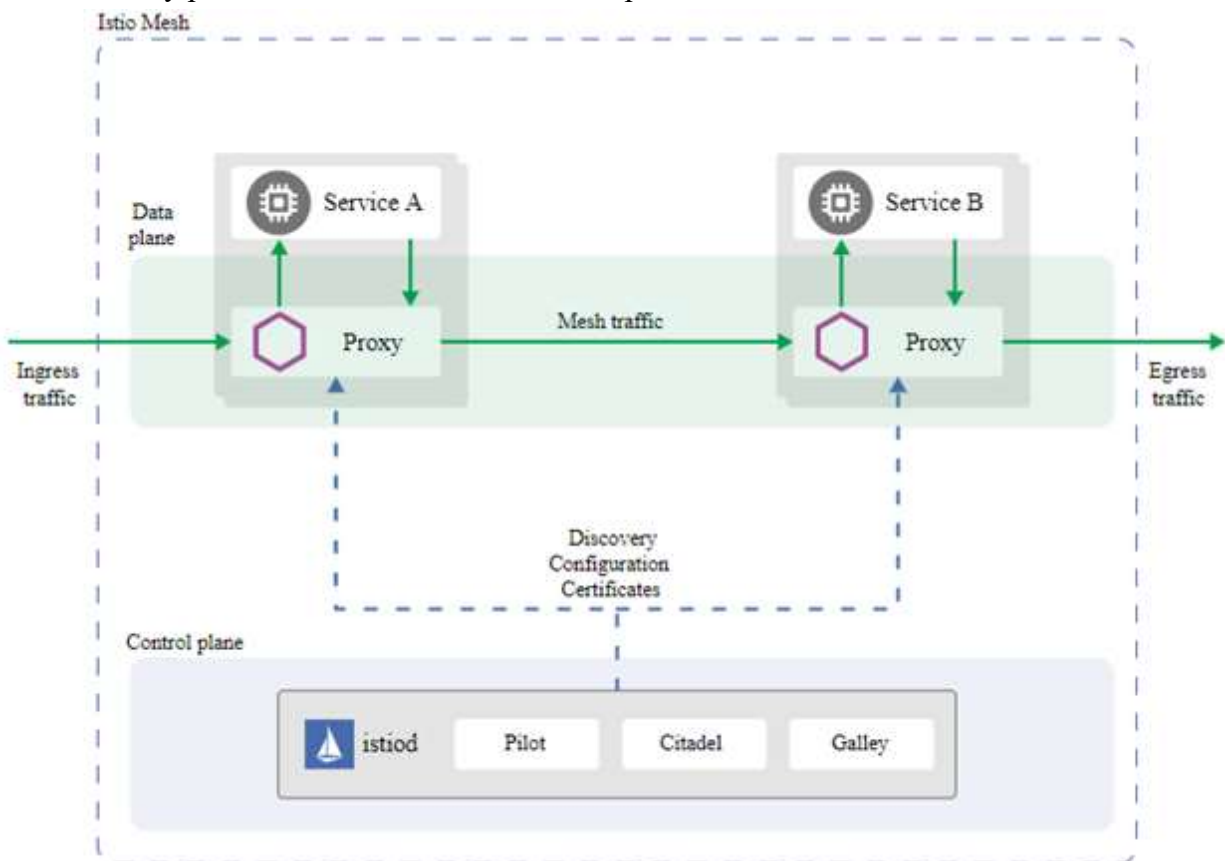 Istio Mesh
Service A
Service B
Data
plane
Proxy
Mesh traffic
Proxy
Ingress
traffic
Egress
traffic
Discovery
Configuration
Certificates
Control plane
istiod
Pilot
Citadel
Galley